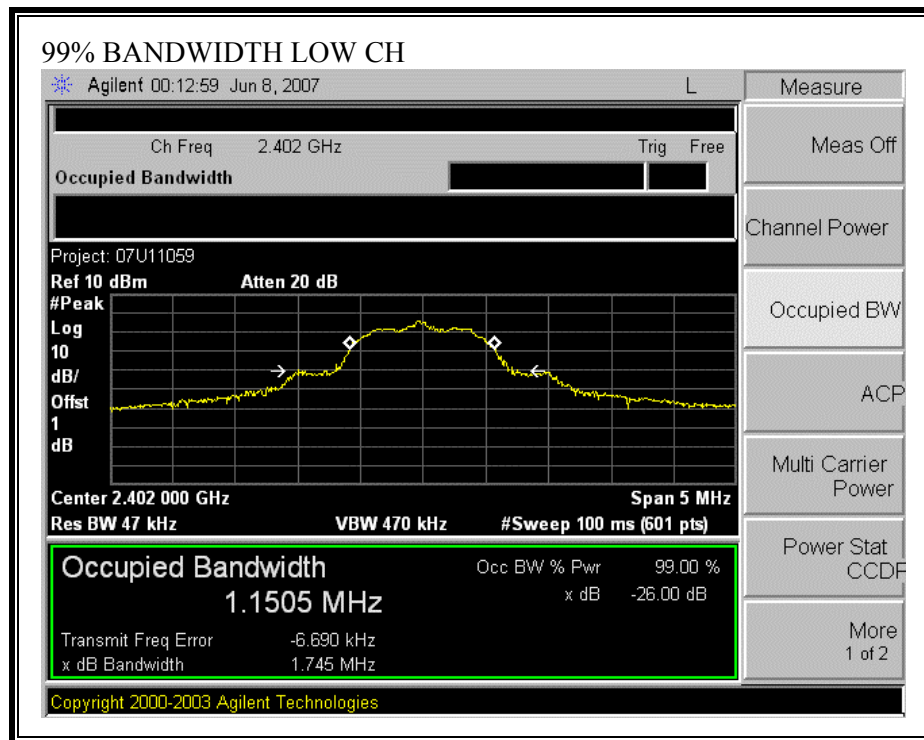 99% BANDWIDTH LOW CH
Agilent 00:12:59 Jun 8, 2007 L
Measure
Ch Freq 2.402 GHz Trig Free
Occupied Bandwidth
Meas Off
Channel Power
Occupied BW
ACP
Multi Carrier
Power
Power Stat
CCDF
More
1 of 2
Project: 07U11059
Ref 10 dBm Atten 20 dB
#Peak
Log
10
dB/
Offst
1
dB
Center 2.402 000 GHz Span 5 MHz
Res BW 47 kHz VBW 470 kHz #Sweep 100 ms (601 pts)
Occupied Bandwidth
1.1505 MHz
Occ BW % Pwr 99.00 %
x dB -26.00 dB
Transmit Freq Error -6.690 kHz
x dB Bandwidth 1.745 MHz
Copyright 2000-2003 Agilent Technologies